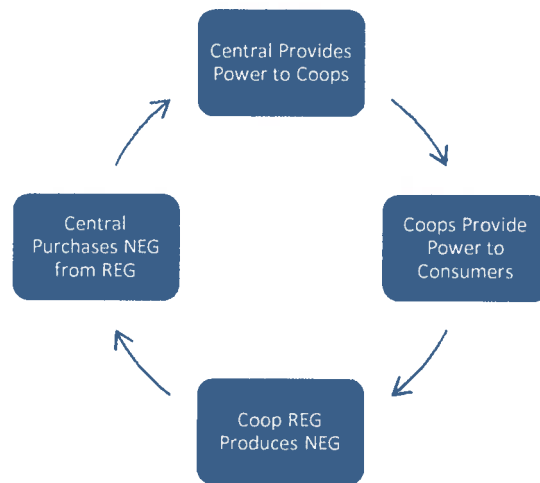 Central Provides
Power to Coops
Coops Provide
Power to
Consumers
Coop REG
Produces NEG
Central
Purchases NEG
from REG